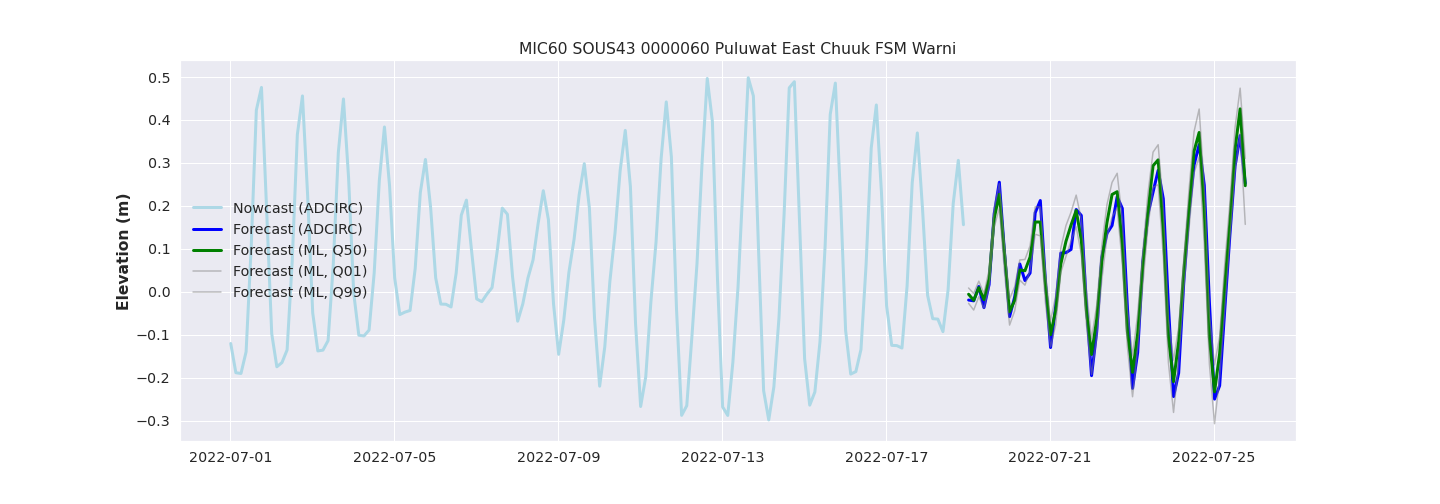 MIC60 SOUS43 0000060 Puluwat East Chuuk FSM Warni
Elevation (m)
0.5
0.4
0.3
0.2
0.1
0.0
−0.1
−0.2
−0.3
Nowcast (ADCIRC)
Forecast (ADCIRC)
Forecast (ML, Q50)
Forecast (ML, Q01)
Forecast (ML, Q99)
2022-07-01 2022-07-05 2022-07-09 2022-07-13 2022-07-17 2022-07-21 2022-07-25